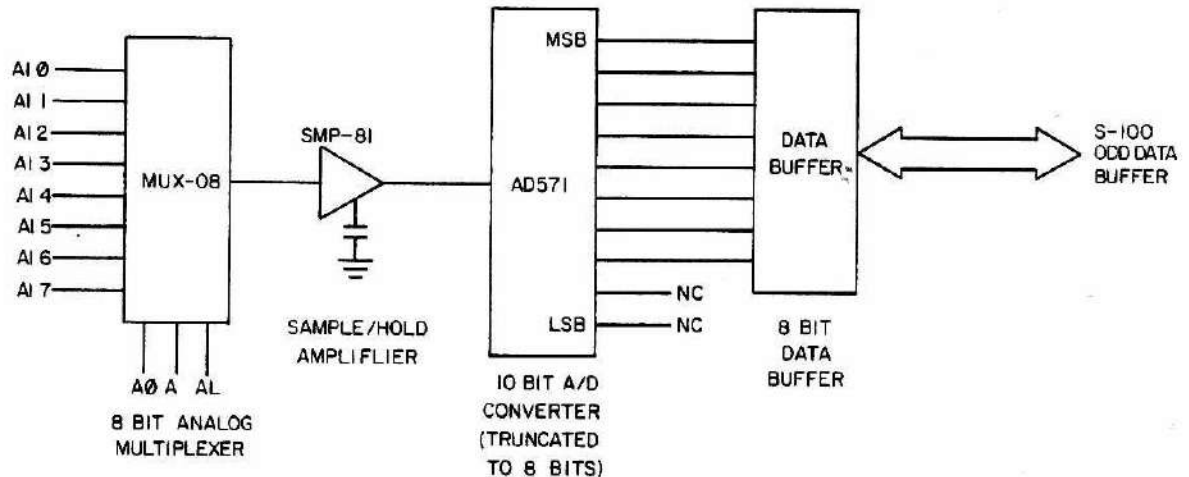 AI Ø
AI 1
AI 2
AI 3
AI 4
AI 5
AI 6
AI 7
MUX-08
AØ A AL
8 BIT ANALOG
MULTIPLEXER
SMP-81
SAMPLE/HOLD
AMPLIFLIER
MSB
AD571
LSB
NC
NC
10 BIT A/D
CONVERTER
(TRUNCATED
TO 8 BITS)
DATA
BUFFER
8 BIT
DATA
BUFFER
S-100
ODD DATA
BUFFER